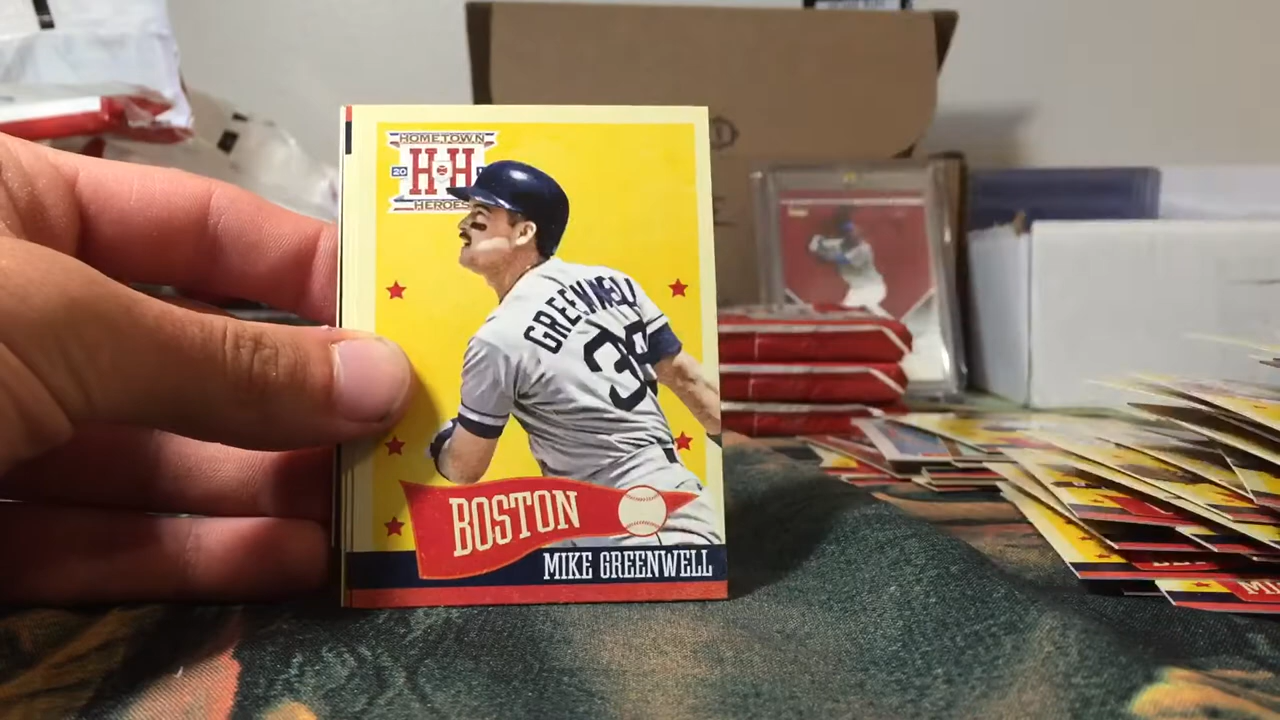 HOMETOWN
20 H H
HEROES
GREENWELL
39
BOSTON
MIKE GREENWELL